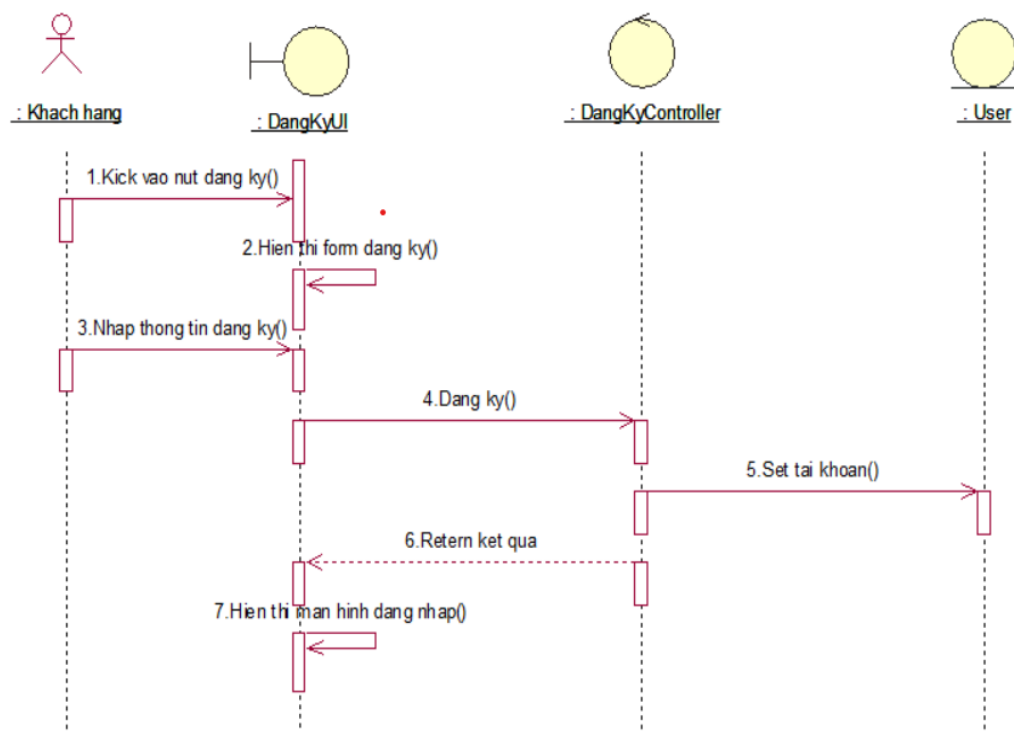 : Khach hang
: DangKyUI
: DangKyController
: User
1.Kick vao nut dang ky()
2.Hien thi form dang ky()
3.Nhap thong tin dang ky()
4.Dang ky()
5.Set tai khoan()
6.Retern ket qua
7.Hien thi man hinh dang nhap()